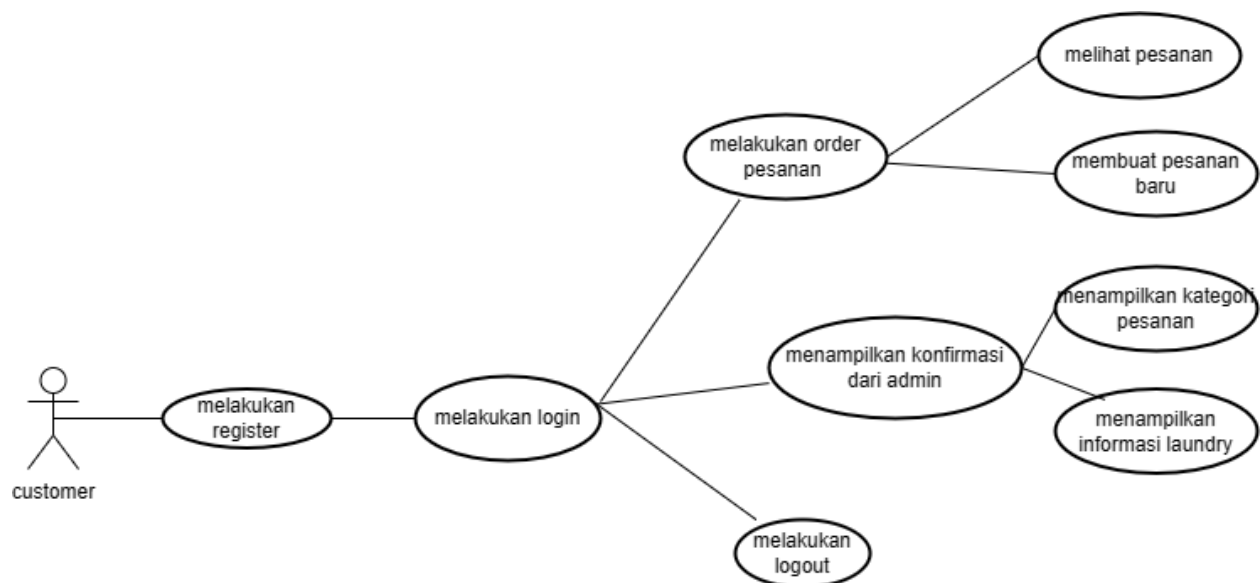 melihat pesanan
melakukan order
pesanan
membuat pesanan
baru
menampilkan kategori
pesanan
menampilkan konfirmasi
dari admin
melakukan
register
melakukan login
menampilkan
informasi laundry
customer
melakukan
logout